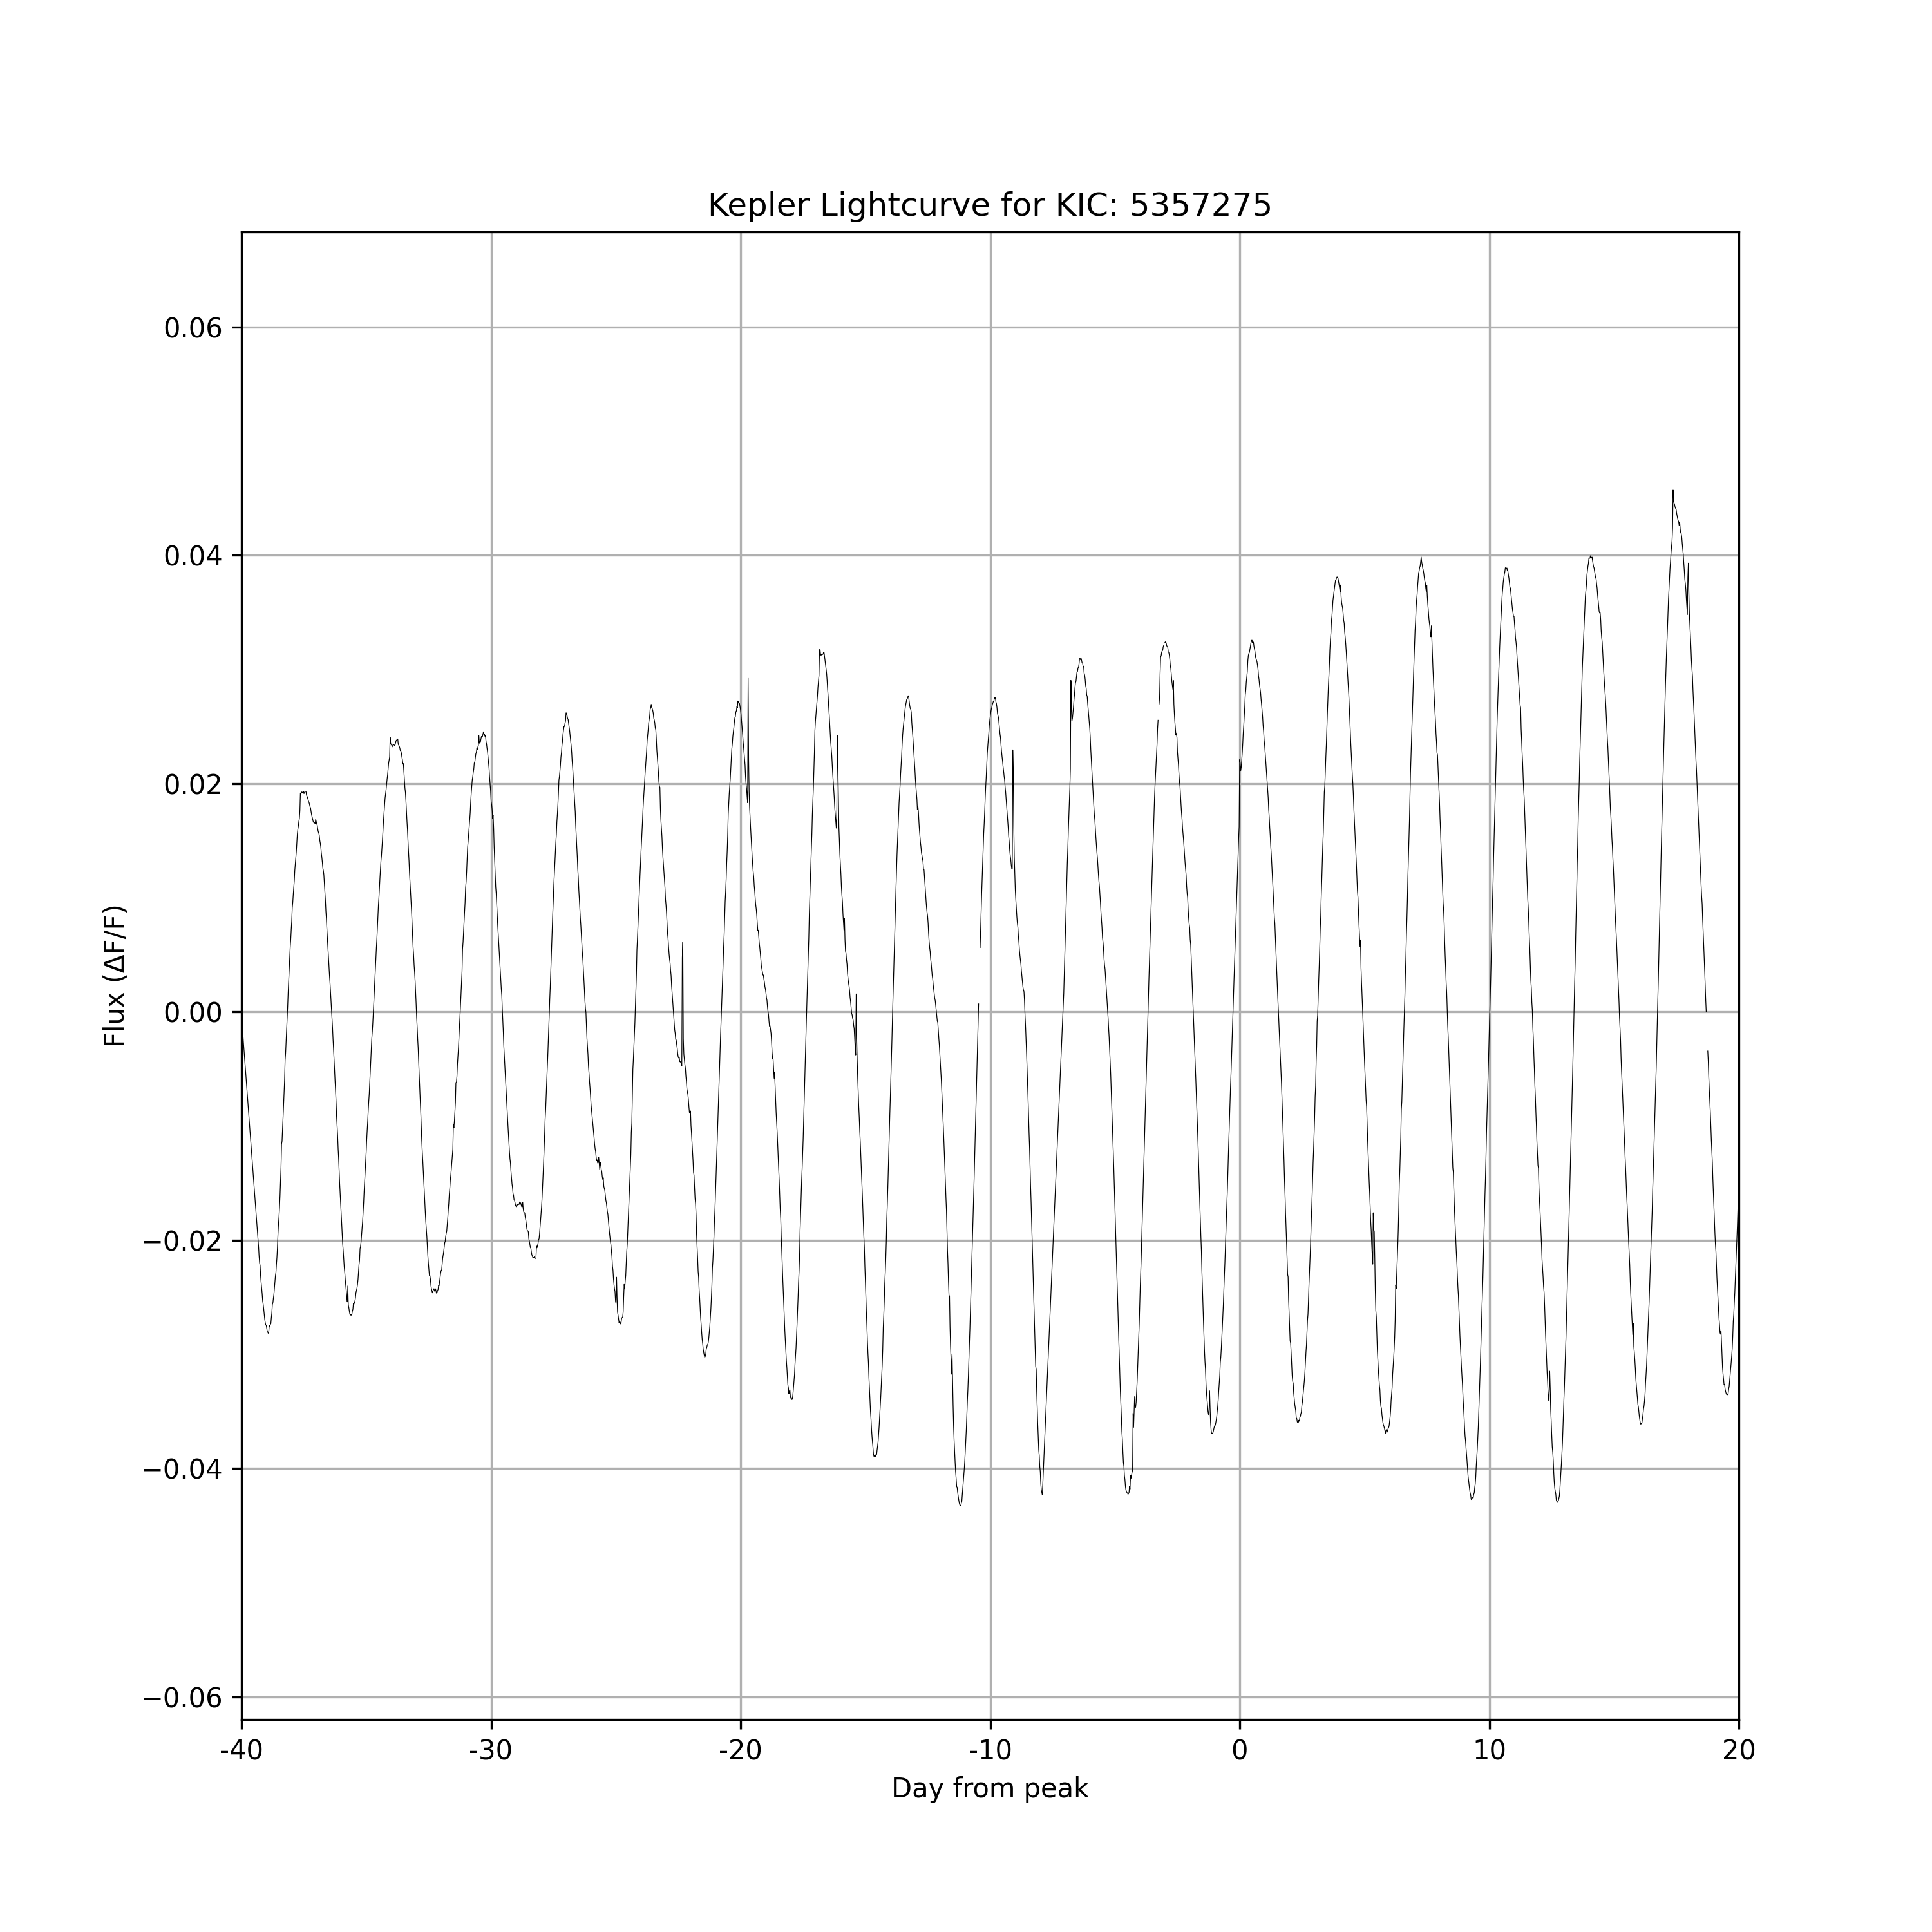 Kepler Lightcurve for KIC: 5357275
0.06
0.04
0.02
0.00
−0.02
−0.04
−0.06
Flux (ΔF/F)
-40 -30 -20 -10 0 10 20
Day from peak